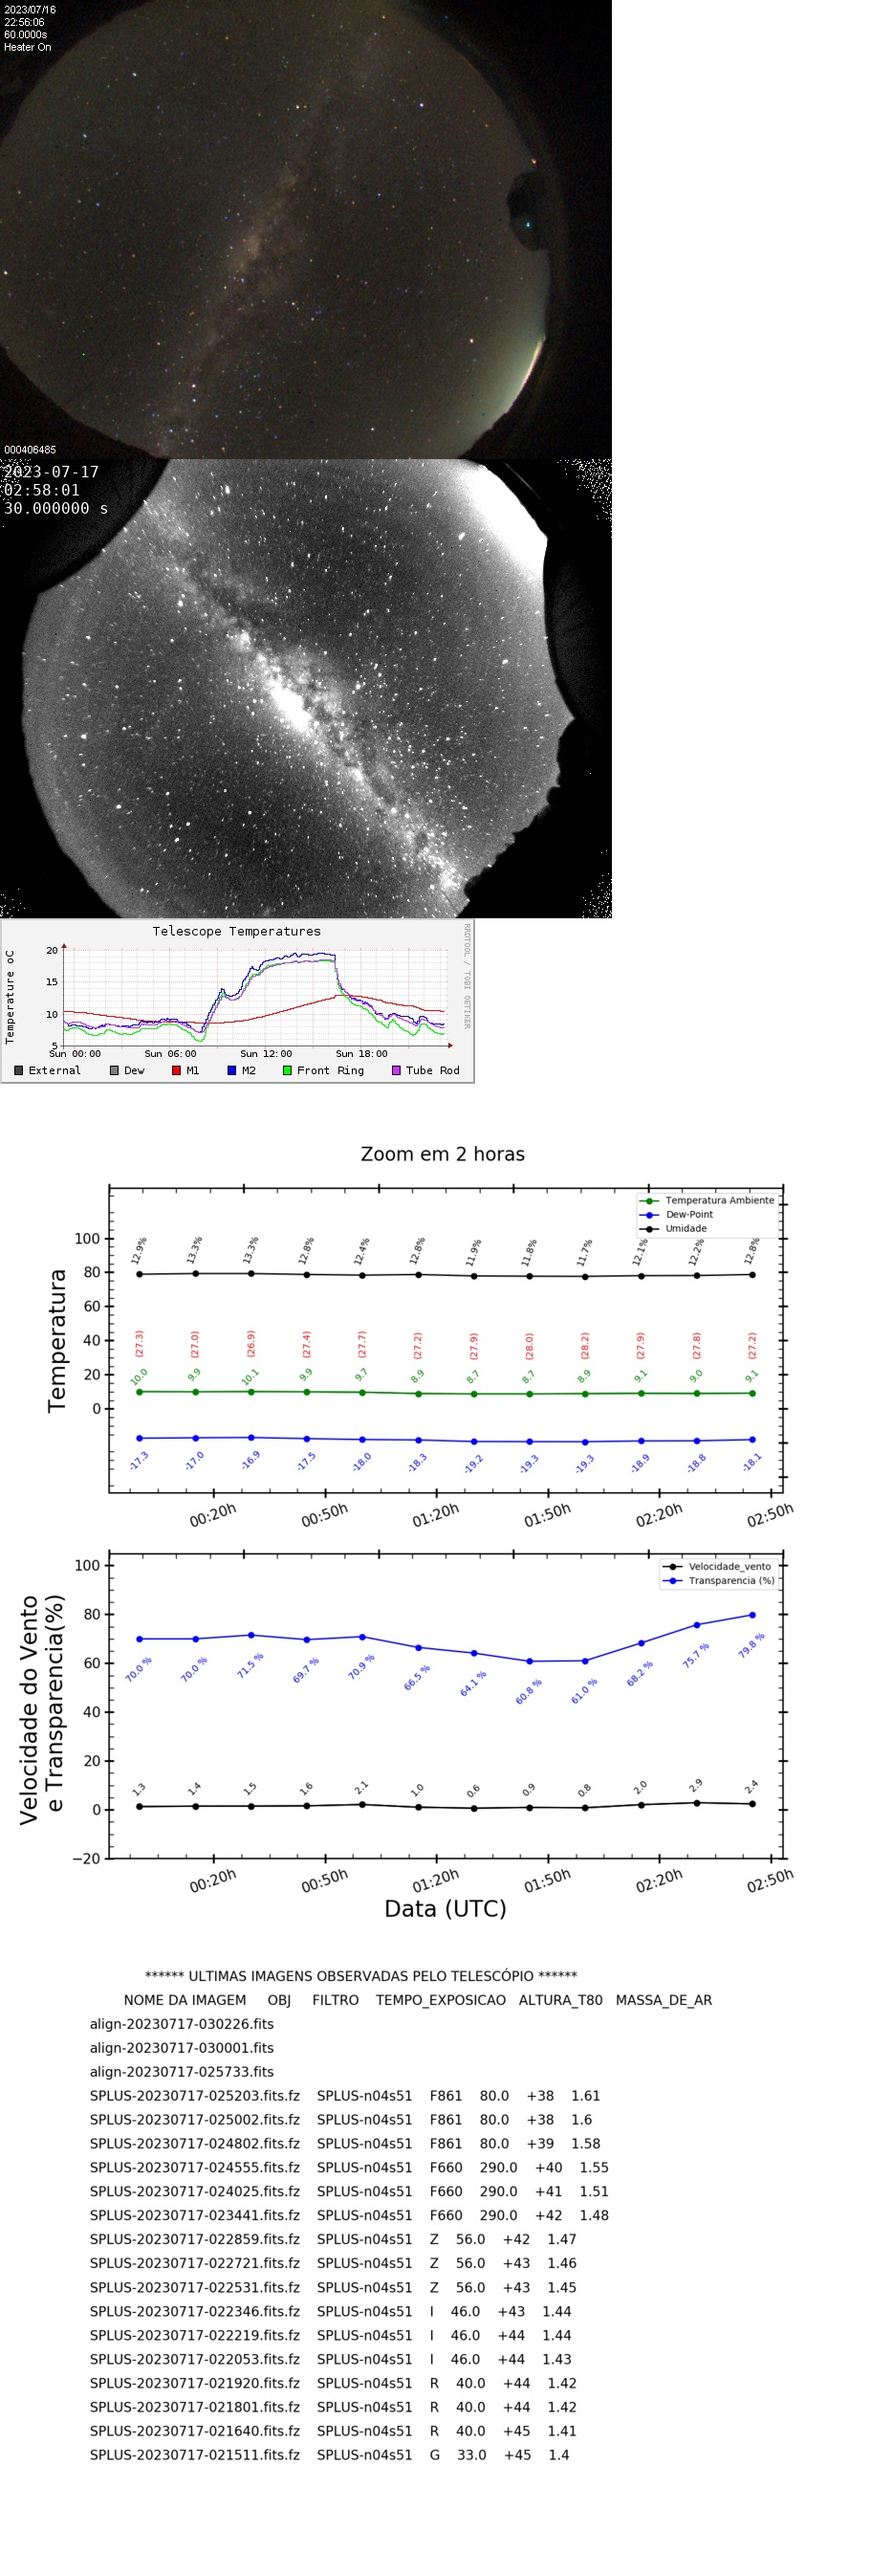 2023/07/16
22:56:06
60.0000s
Heater On
000406485
2023-07-17
02:58:01
30.000000 s
Telescope Temperatures
RRDTOOL / TOBI OETIKER
Temperature oC
20
15
10
5
Sun 00:00 Sun 06:00 Sun 12:00 Sun 18:00
External Dew M1 M2 Front Ring Tube Rod
Zoom em 2 horas
Temperatura Ambiente
Dew-Point
Umidade
Temperatura
100
80
60
40
20
0
12.9% 13.3% 13.3% 12.8% 12.4% 12.8% 11.9% 11.8% 11.7% 12.1% 12.2% 12.8%
(27.3) (27.0) (26.9) (27.4) (27.7) (27.2) (27.9) (28.0) (28.2) (27.9) (27.8) (27.2)
10.0 9.9 10.1 9.9 9.7 8.9 8.7 8.7 8.9 9.1 9.0 9.1
-17.3 -17.0 -16.9 -17.5 -18.0 -18.3 -19.2 -19.3 -19.3 -18.9 -18.8 -18.1
00:20h 00:50h 01:20h 01:50h 02:20h 02:50h
Velocidade_vento
Transparencia (%)
Velocidade do Vento
e Transparencia(%)
100
80
60
40
20
0
−20
70.0 % 70.0 % 71.5 % 69.7 % 70.9 % 66.5 % 64.1 % 60.8 % 61.0 % 68.2 % 75.7 % 79.8 %
1.3 1.4 1.5 1.6 2.1 1.0 0.6 0.9 0.8 2.0 2.9 2.4
00:20h 00:50h 01:20h 01:50h 02:20h 02:50h
Data (UTC)
****** ULTIMAS IMAGENS OBSERVADAS PELO TELESCÓPIO ******
NOME DA IMAGEM OBJ FILTRO TEMPO_EXPOSICAO ALTURA_T80 MASSA_DE_AR
align-20230717-030226.fits
align-20230717-030001.fits
align-20230717-025733.fits
SPLUS-20230717-025203.fits.fz SPLUS-n04s51 F861 80.0 +38 1.61
SPLUS-20230717-025002.fits.fz SPLUS-n04s51 F861 80.0 +38 1.6
SPLUS-20230717-024802.fits.fz SPLUS-n04s51 F861 80.0 +39 1.58
SPLUS-20230717-024555.fits.fz SPLUS-n04s51 F660 290.0 +40 1.55
SPLUS-20230717-024025.fits.fz SPLUS-n04s51 F660 290.0 +41 1.51
SPLUS-20230717-023441.fits.fz SPLUS-n04s51 F660 290.0 +42 1.48
SPLUS-20230717-022859.fits.fz SPLUS-n04s51 Z 56.0 +42 1.47
SPLUS-20230717-022721.fits.fz SPLUS-n04s51 Z 56.0 +43 1.46
SPLUS-20230717-022531.fits.fz SPLUS-n04s51 Z 56.0 +43 1.45
SPLUS-20230717-022346.fits.fz SPLUS-n04s51 I 46.0 +43 1.44
SPLUS-20230717-022219.fits.fz SPLUS-n04s51 I 46.0 +44 1.44
SPLUS-20230717-022053.fits.fz SPLUS-n04s51 I 46.0 +44 1.43
SPLUS-20230717-021920.fits.fz SPLUS-n04s51 R 40.0 +44 1.42
SPLUS-20230717-021801.fits.fz SPLUS-n04s51 R 40.0 +44 1.42
SPLUS-20230717-021640.fits.fz SPLUS-n04s51 R 40.0 +45 1.41
SPLUS-20230717-021511.fits.fz SPLUS-n04s51 G 33.0 +45 1.4